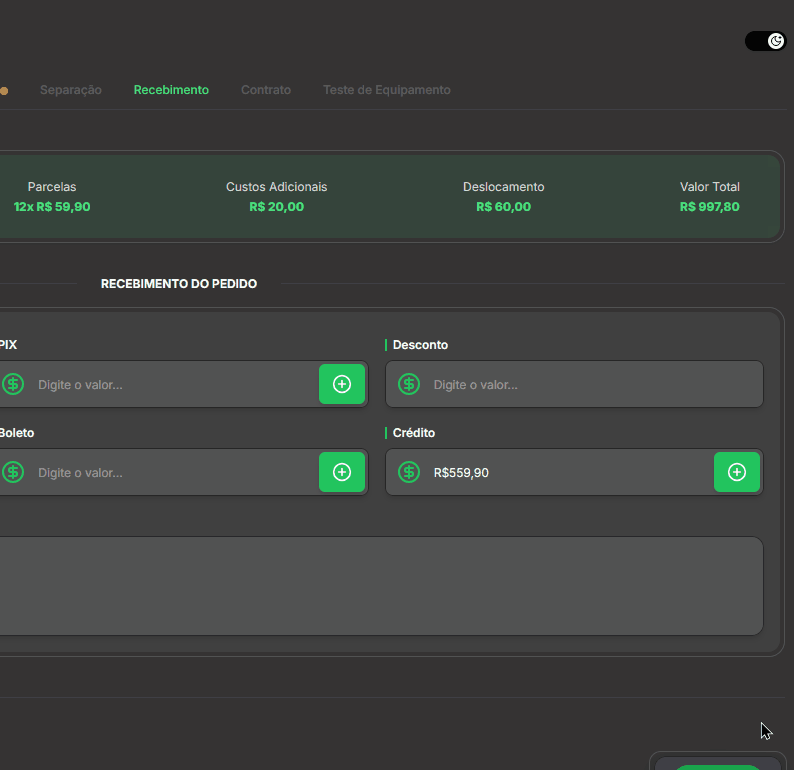 Separação Recebimento Contrato Teste de Equipamento
Parcelas Custos Adicionais Deslocamento Valor Total
12x R$ 59,90 R$ 20,00 R$ 60,00 R$ 997,80
RECEBIMENTO DO PEDIDO
PIX Desconto
Digite o valor... Digite o valor...
Boleto Crédito
Digite o valor... R$559,90